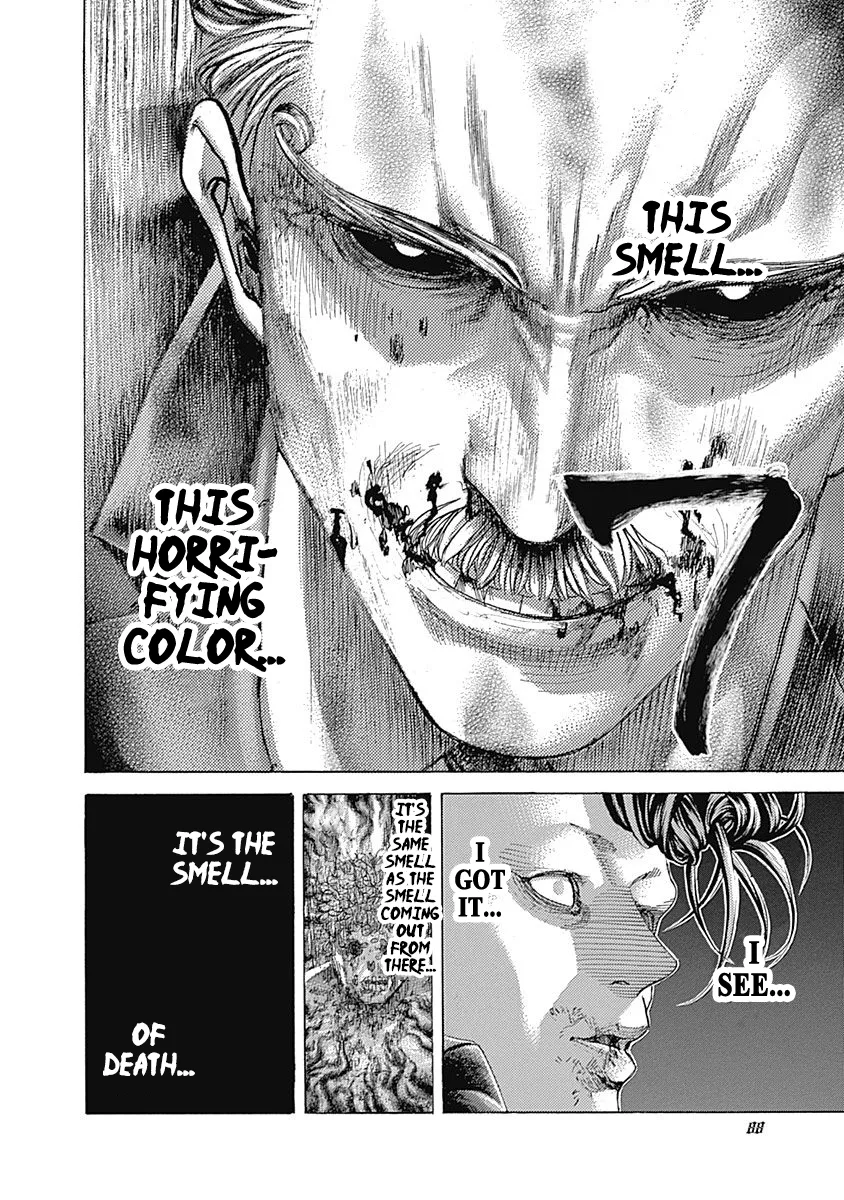 THIS
SMELL...
THIS
HORRI-
FYING
COLOR...
I
SEE...
I
GOT
IT...
IT'S
THE
SAME
SMELL
AS THE
SMELL
COMING
OUT
FROM
THERE...
IT'S THE
SMELL...
OF
DEATH...
88